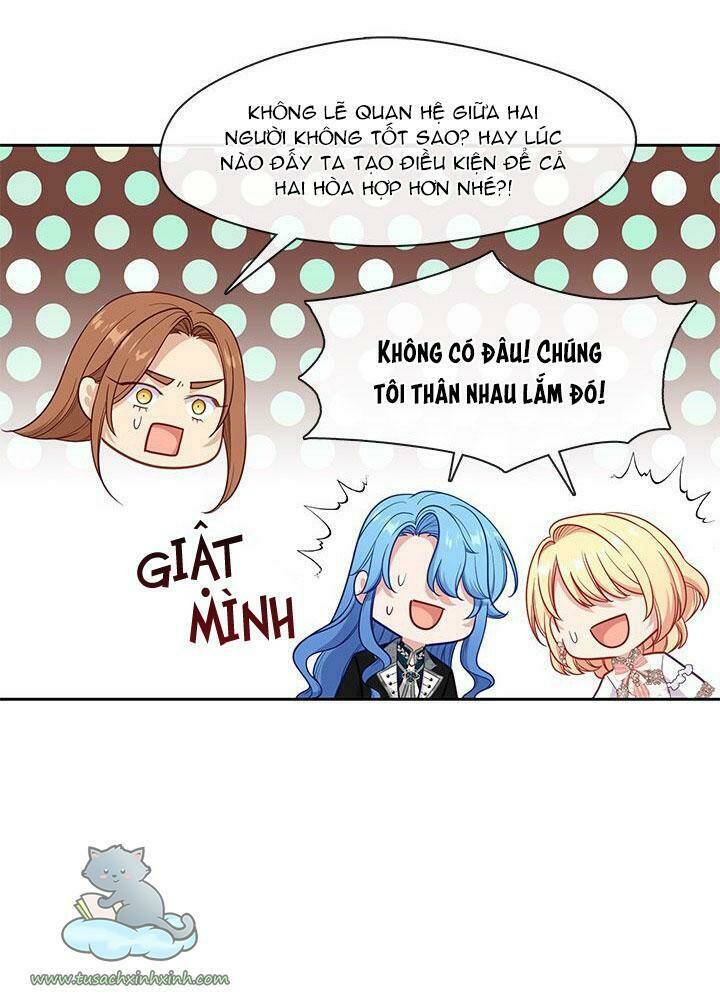 KHÔNG LẼ QUAN HỆ GIỮA HAI
NGƯỜI KHÔNG TỐT SAO? HAY LÚC
NÀO ĐẤY TA TẠO ĐIỀU KIỆN ĐỂ CẢ
HAI HÒA HỢP HƠN NHÉ?!
KHÔNG CÓ ĐÂU! CHÚNG
TÔI THÂN NHAU LẮM ĐÓ!
GIẬT
MÌNH
www.tusachxinhxinh.com